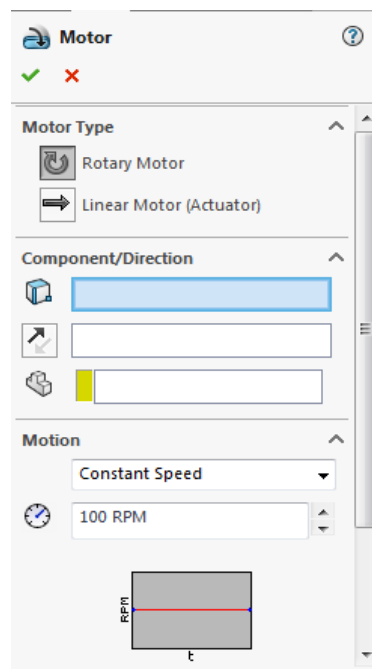 Motor
Motor Type
Rotary Motor
Linear Motor (Actuator)
Component/Direction
Motion
Constant Speed
100 RPM
RPM
t